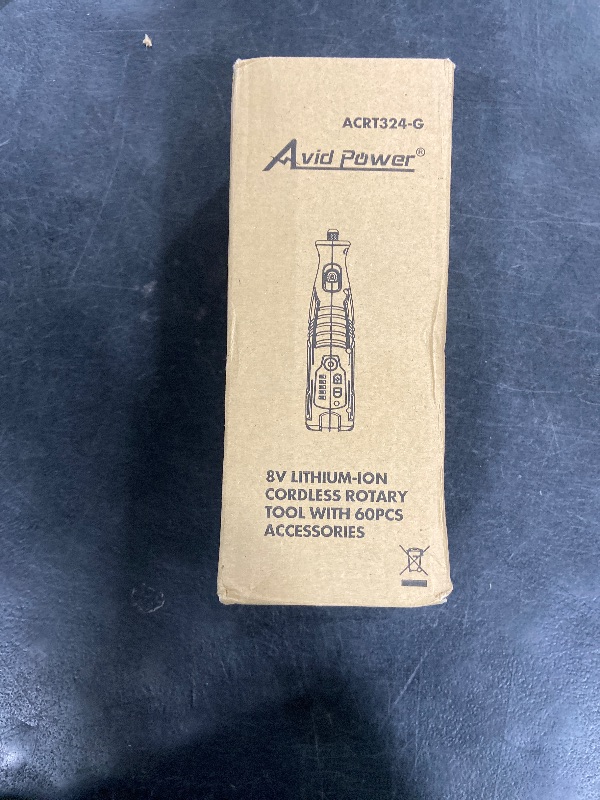 ACRT324-G
Avid Power®
8V LITHIUM-ION
CORDLESS ROTARY
TOOL WITH 60PCS
ACCESSORIES